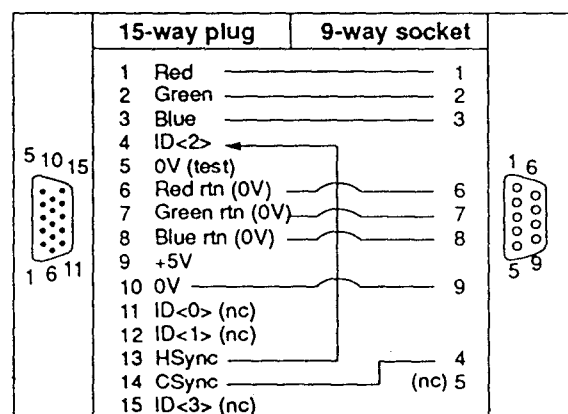 15-way plug 9-way socket
1 Red 1
2 Green 2
3 Blue 3
4 ID<2>
5 0V (test)
6 Red rtn (0V) 6
7 Green rtn (0V) 7
8 Blue rtn (0V) 8
9 +5V
10 0V 9
11 ID<0> (nc)
12 ID<1> (nc)
13 HSync 4
14 CSync (nc) 5
15 ID<3> (nc)
5 10 15
1 6 11
1 6
5 9